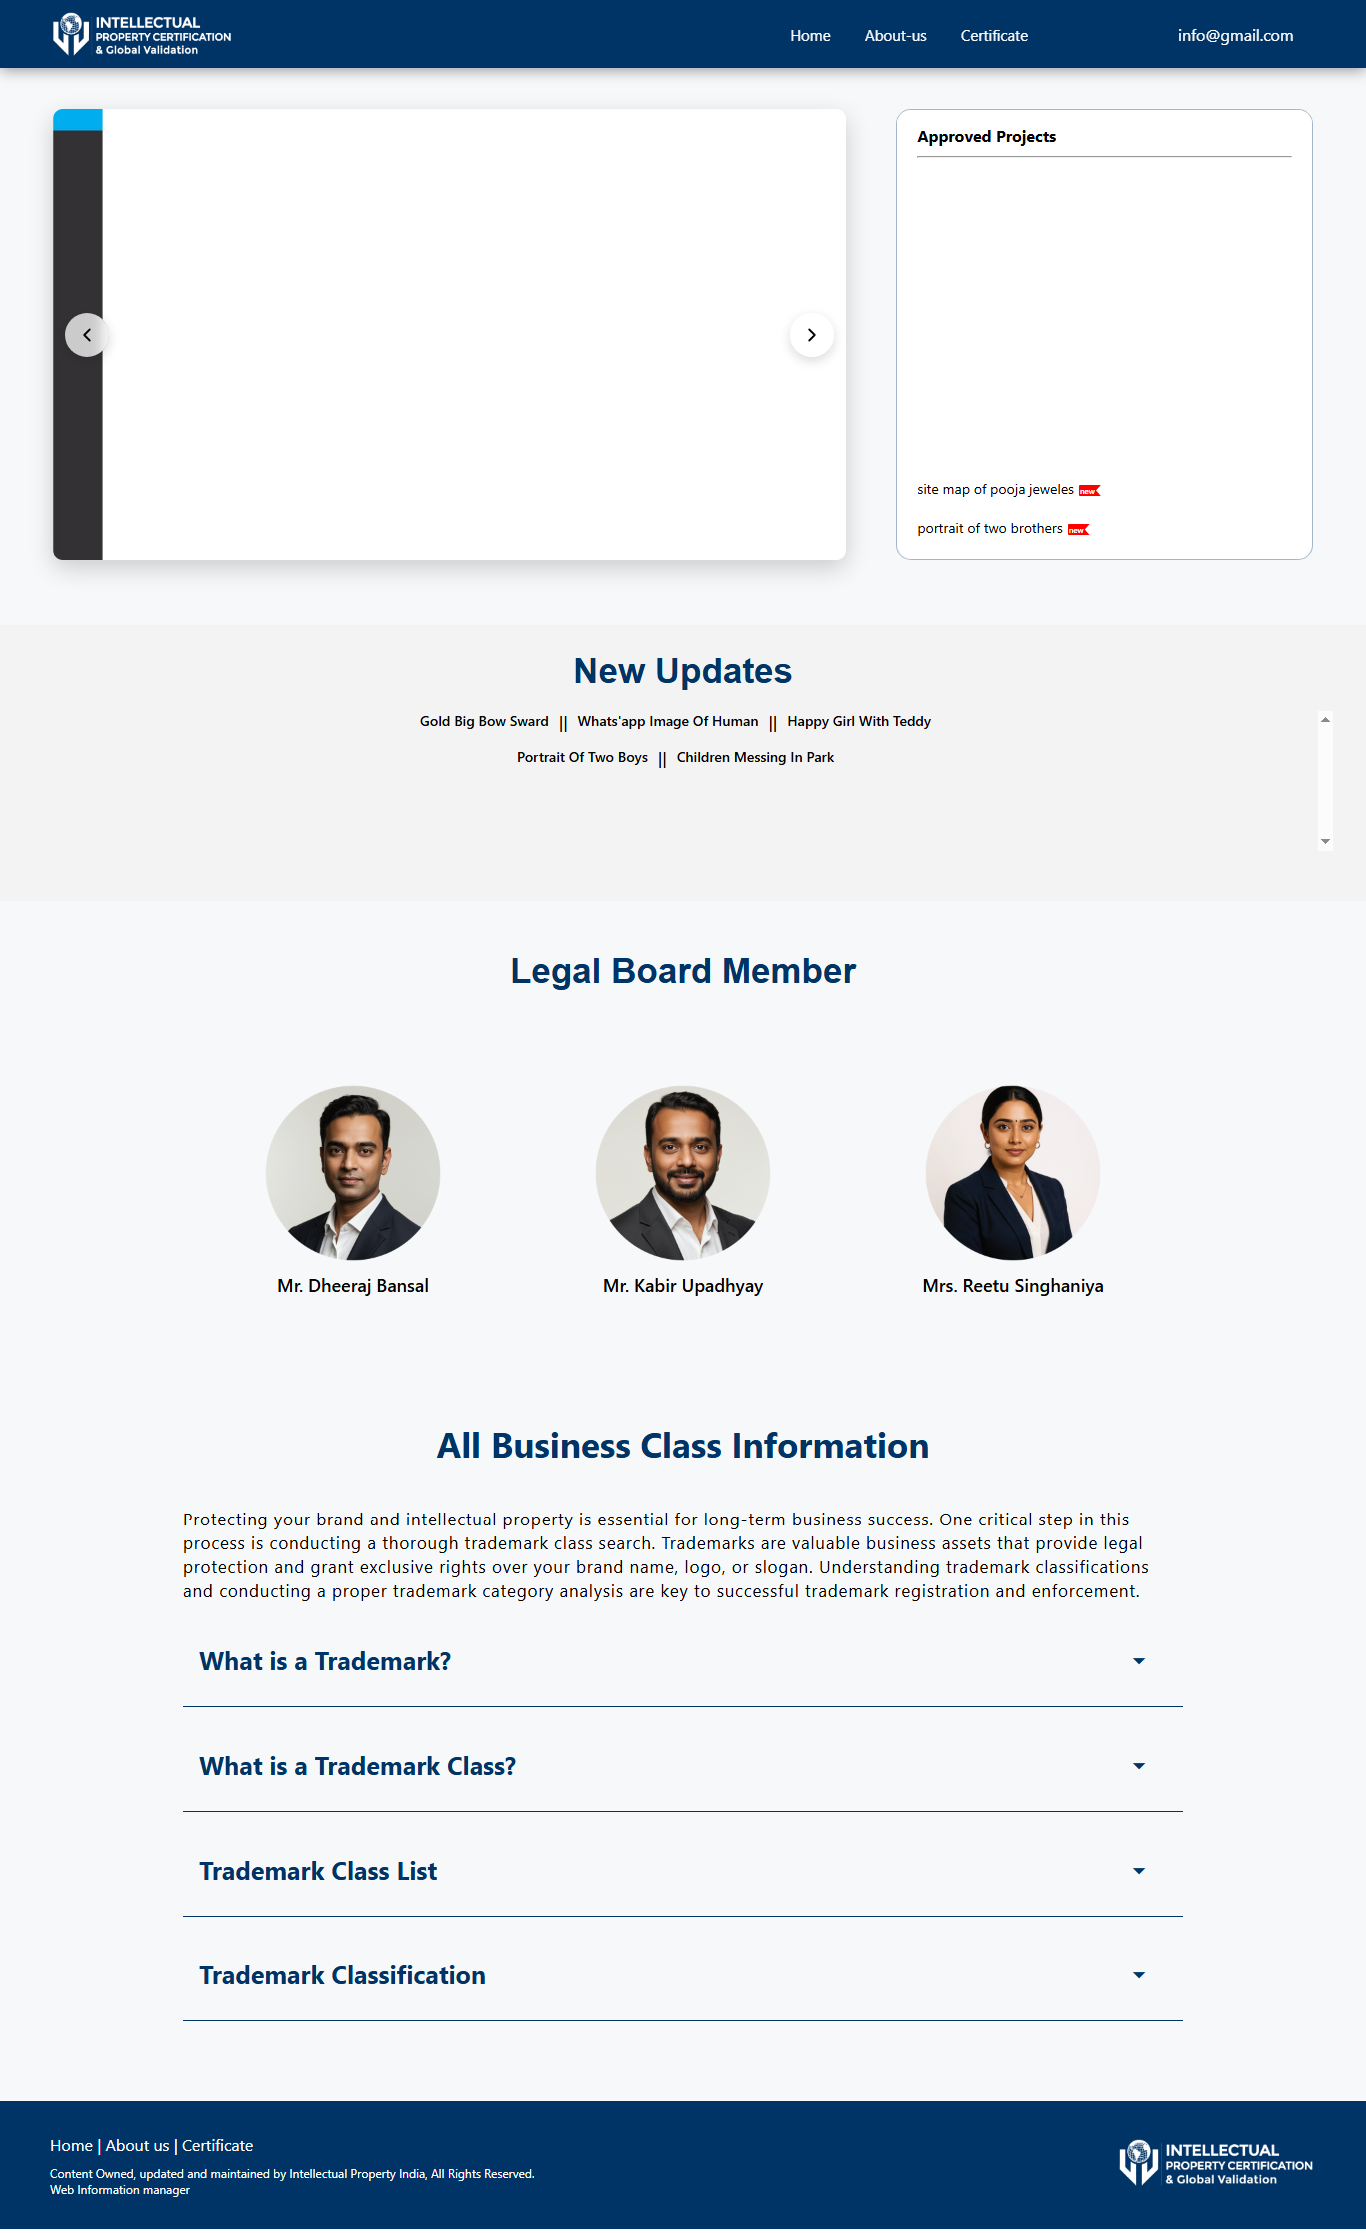 INTELLECTUAL
PROPERTY CERTIFICATION
& Global Validation
Home
About-us
Certificate
info@gmail.com
Approved Projects
site map of pooja jeweles new
portrait of two brothers new
New Updates
Gold Big Bow Sward || Whats'app Image Of Human || Happy Girl With Teddy
Portrait Of Two Boys || Children Messing In Park
Legal Board Member
Mr. Dheeraj Bansal
Mr. Kabir Upadhyay
Mrs. Reetu Singhaniya
All Business Class Information
Protecting your brand and intellectual property is essential for long-term business success. One critical step in this
process is conducting a thorough trademark class search. Trademarks are valuable business assets that provide legal
protection and grant exclusive rights over your brand name, logo, or slogan. Understanding trademark classifications
and conducting a proper trademark category analysis are key to successful trademark registration and enforcement.
What is a Trademark?
What is a Trademark Class?
Trademark Class List
Trademark Classification
Home | About us | Certificate
Content Owned, updated and maintained by Intellectual Property India, All Rights Reserved.
Web Information manager
INTELLECTUAL
PROPERTY CERTIFICATION
& Global Validation